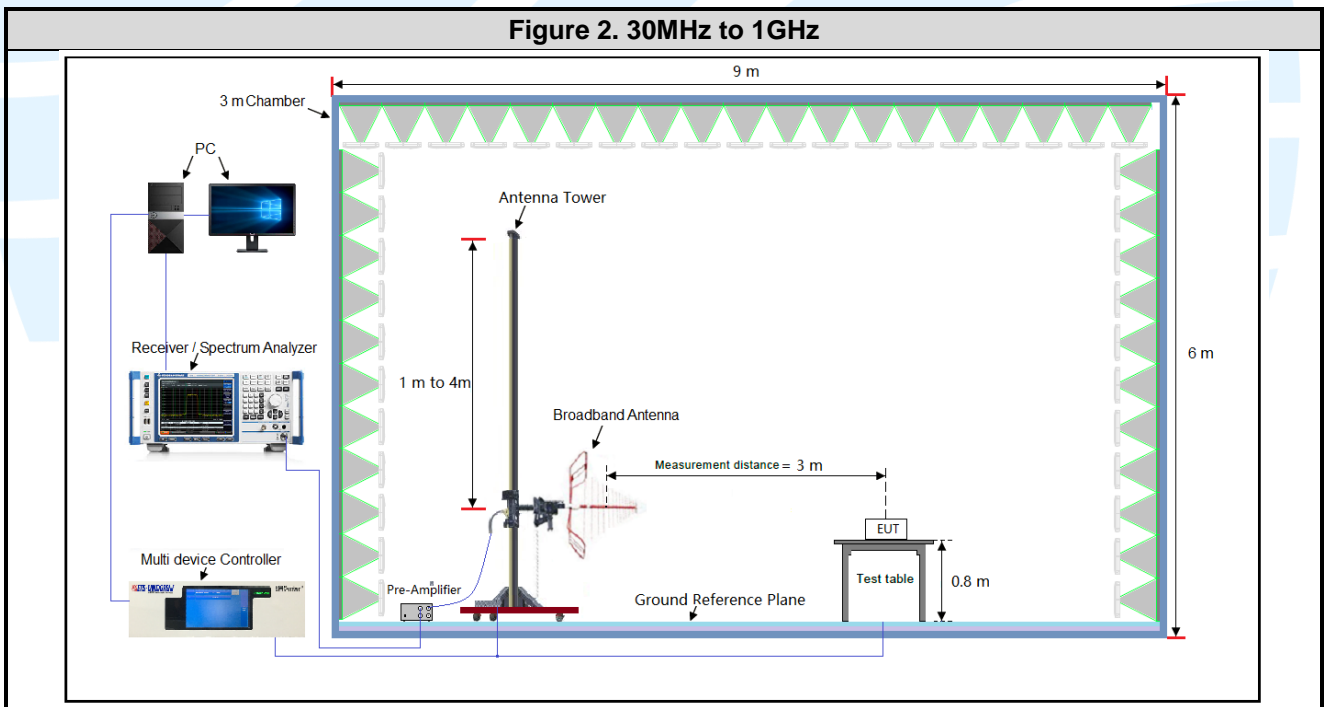 Figure 2. 30MHz to 1GHz
9 m
3 m Chamber
PC
Antenna Tower
Receiver / Spectrum Analyzer
1 m to 4m
6 m
Broadband Antenna
Measurement distance = 3 m
EUT
Multi device Controller
Pre-Amplifier
Test table
0.8 m
Ground Reference Plane